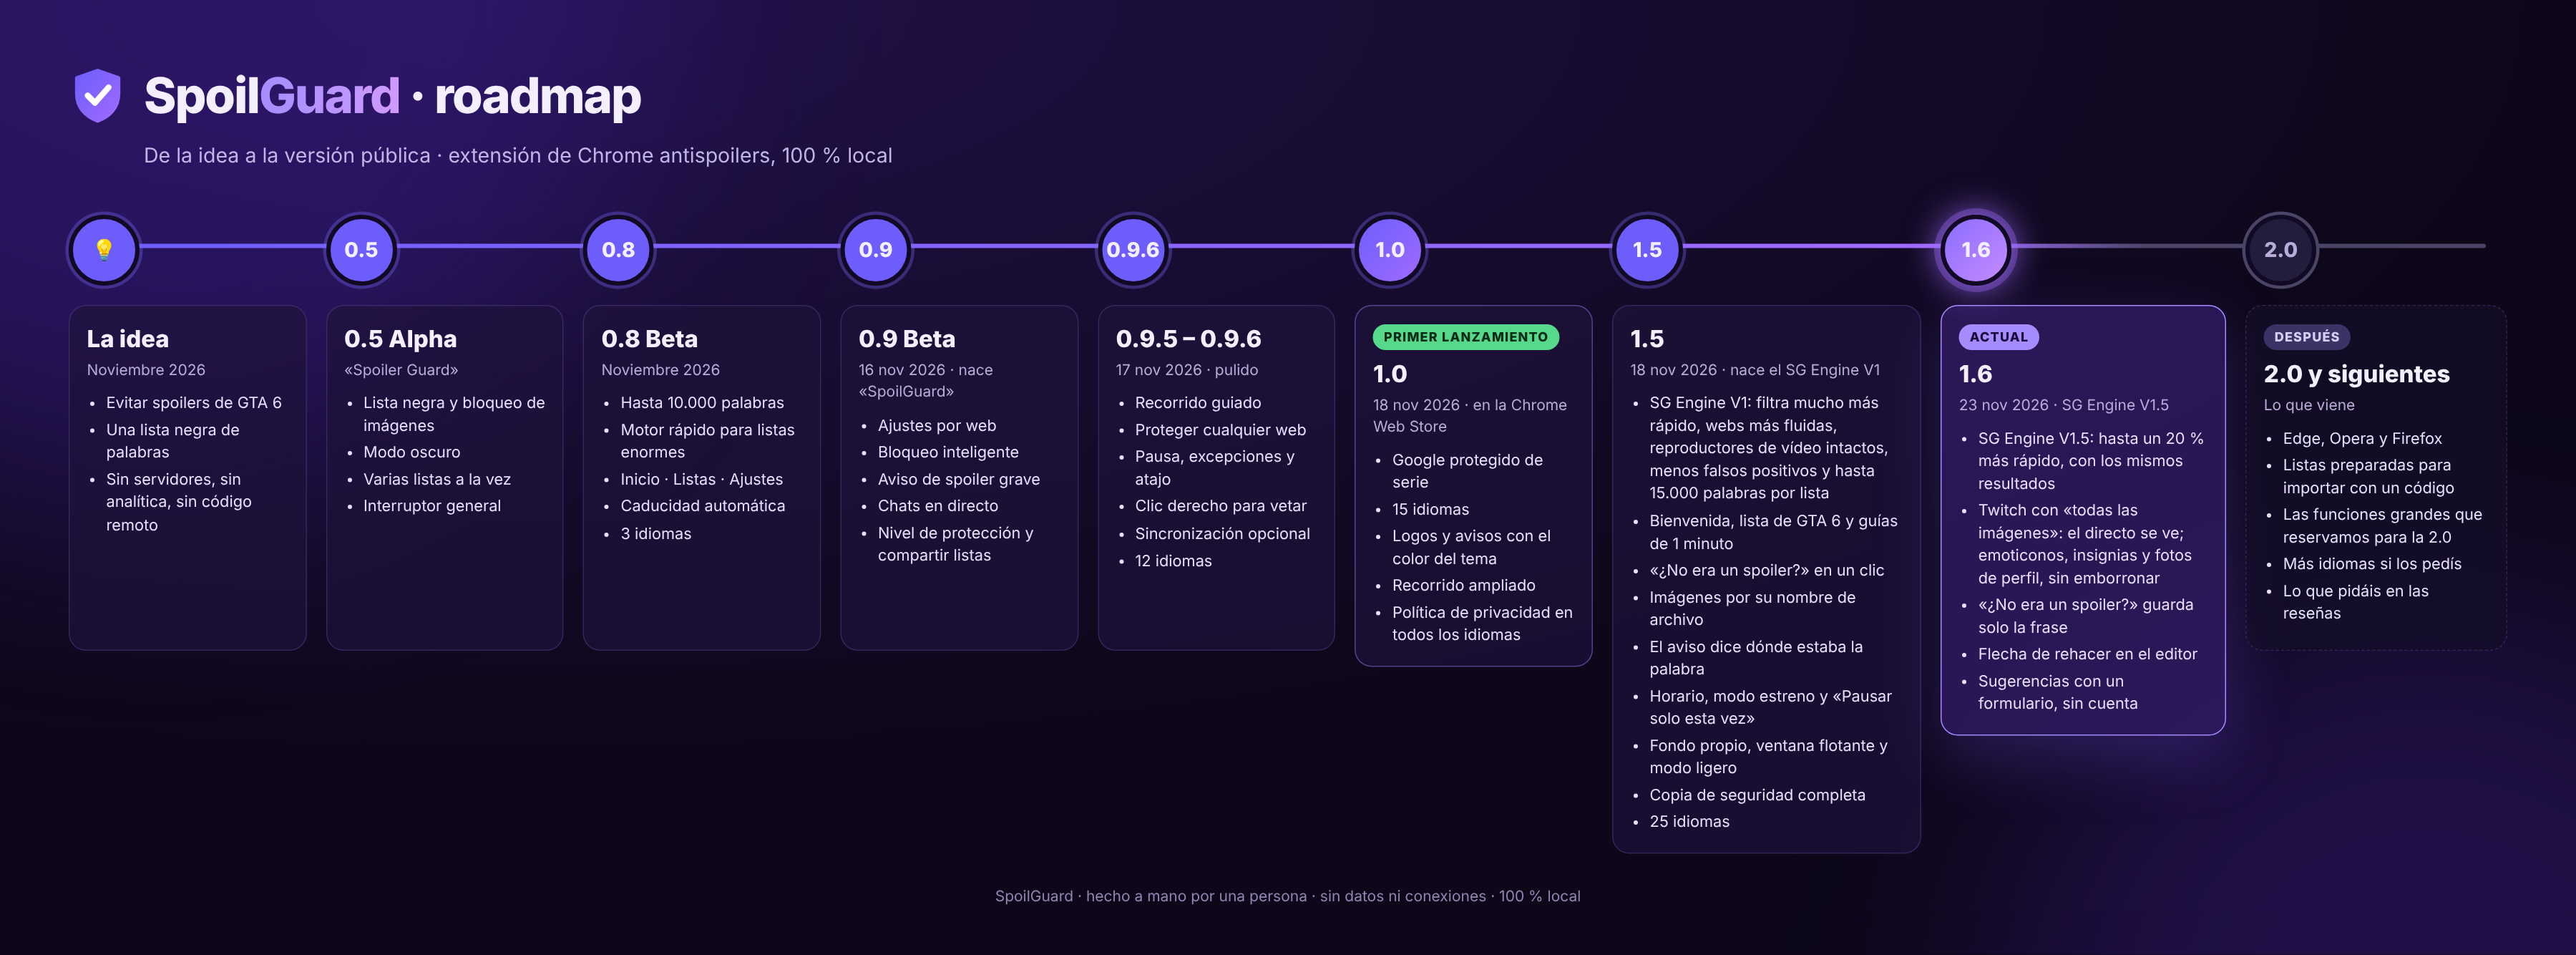 SpoilGuard · roadmap
De la idea a la versión pública · extensión de Chrome antispoilers, 100 % local
0.5
0.8
0.9
0.9.6
1.0
1.5
1.6
2.0
La idea
Noviembre 2026
• Evitar spoilers de GTA 6
• Una lista negra de
palabras
• Sin servidores, sin
analítica, sin código
remoto
0.5 Alpha
«Spoiler Guard»
• Lista negra y bloqueo de
imágenes
• Modo oscuro
• Varias listas a la vez
• Interruptor general
0.8 Beta
Noviembre 2026
• Hasta 10.000 palabras
• Motor rápido para listas
enormes
• Inicio · Listas · Ajustes
• Caducidad automática
• 3 idiomas
0.9 Beta
16 nov 2026 · nace
«SpoilGuard»
• Ajustes por web
• Bloqueo inteligente
• Aviso de spoiler grave
• Chats en directo
• Nivel de protección y
compartir listas
0.9.5 – 0.9.6
17 nov 2026 · pulido
• Recorrido guiado
• Proteger cualquier web
• Pausa, excepciones y
atajo
• Clic derecho para vetar
• Sincronización opcional
• 12 idiomas
PRIMER LANZAMIENTO
1.0
18 nov 2026 · en la Chrome
Web Store
• Google protegido de
serie
• 15 idiomas
• Logos y avisos con el
color del tema
• Recorrido ampliado
• Política de privacidad en
todos los idiomas
1.5
18 nov 2026 · nace el SG Engine V1
• SG Engine V1: filtra mucho más
rápido, webs más fluidas,
reproductores de vídeo intactos,
menos falsos positivos y hasta
15.000 palabras por lista
• Bienvenida, lista de GTA 6 y guías
de 1 minuto
• «¿No era un spoiler?» en un clic
• Imágenes por su nombre de
archivo
• El aviso dice dónde estaba la
palabra
• Horario, modo estreno y «Pausar
solo esta vez»
• Fondo propio, ventana flotante y
modo ligero
• Copia de seguridad completa
• 25 idiomas
ACTUAL
1.6
23 nov 2026 · SG Engine V1.5
• SG Engine V1.5: hasta un 20 %
más rápido, con los mismos
resultados
• Twitch con «todas las
imágenes»: el directo se ve;
emoticonos, insignias y fotos
de perfil, sin emborronar
• «¿No era un spoiler?» guarda
solo la frase
• Flecha de rehacer en el editor
• Sugerencias con un
formulario, sin cuenta
DESPUÉS
2.0 y siguientes
Lo que viene
• Edge, Opera y Firefox
• Listas preparadas para
importar con un código
• Las funciones grandes que
reservamos para la 2.0
• Más idiomas si los pedís
• Lo que pidáis en las
reseñas
SpoilGuard · hecho a mano por una persona · sin datos ni conexiones · 100 % local